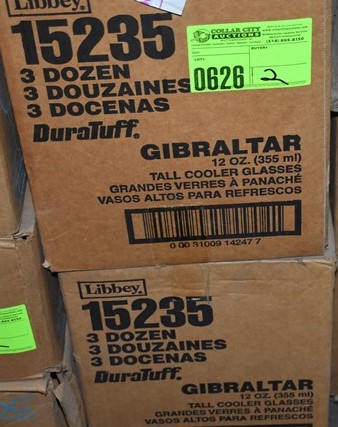 Libbey.
15235
3 DOZEN
3 DOUZAINES
3 DOCENAS
DuraTuff®
COLLAR CITY
AUCTIONS
LOT:
0626
2
GIBRALTAR
12 OZ. (355 ml)
TALL COOLER GLASSES
GRANDES VERRES À PANACHÉ
VASOS ALTOS PARA REFRESCOS
0 00 31009 14247 7
Libbey.
15235
3 DOZEN
3 DOUZAINES
3 DOCENAS
DuraTuff®
GIBRALTAR
12 OZ. (355 ml)
TALL COOLER GLASSES
GRANDES VERRES À PANACHÉ
VASOS ALTOS PARA REFRESCOS
2